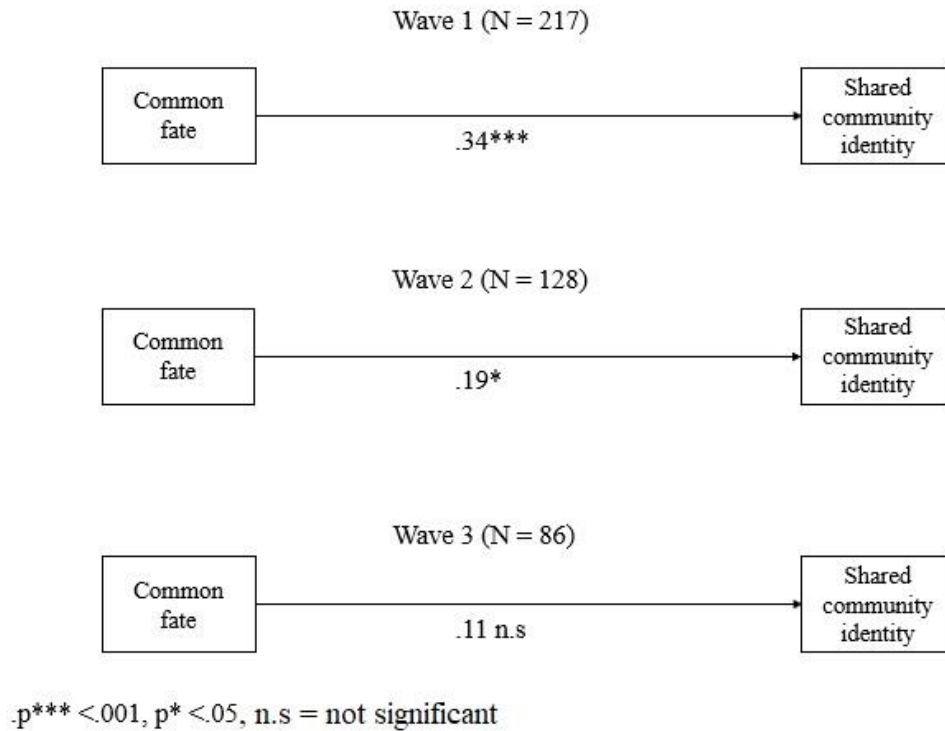 Wave 1 (N = 217)
Common
fate
.34***
Shared
community
identity
Wave 2 (N = 128)
Common
fate
.19*
Shared
community
identity
Wave 3 (N = 86)
Common
fate
.11 n.s
Shared
community
identity
.p*** <.001, p* <.05, n.s = not significant